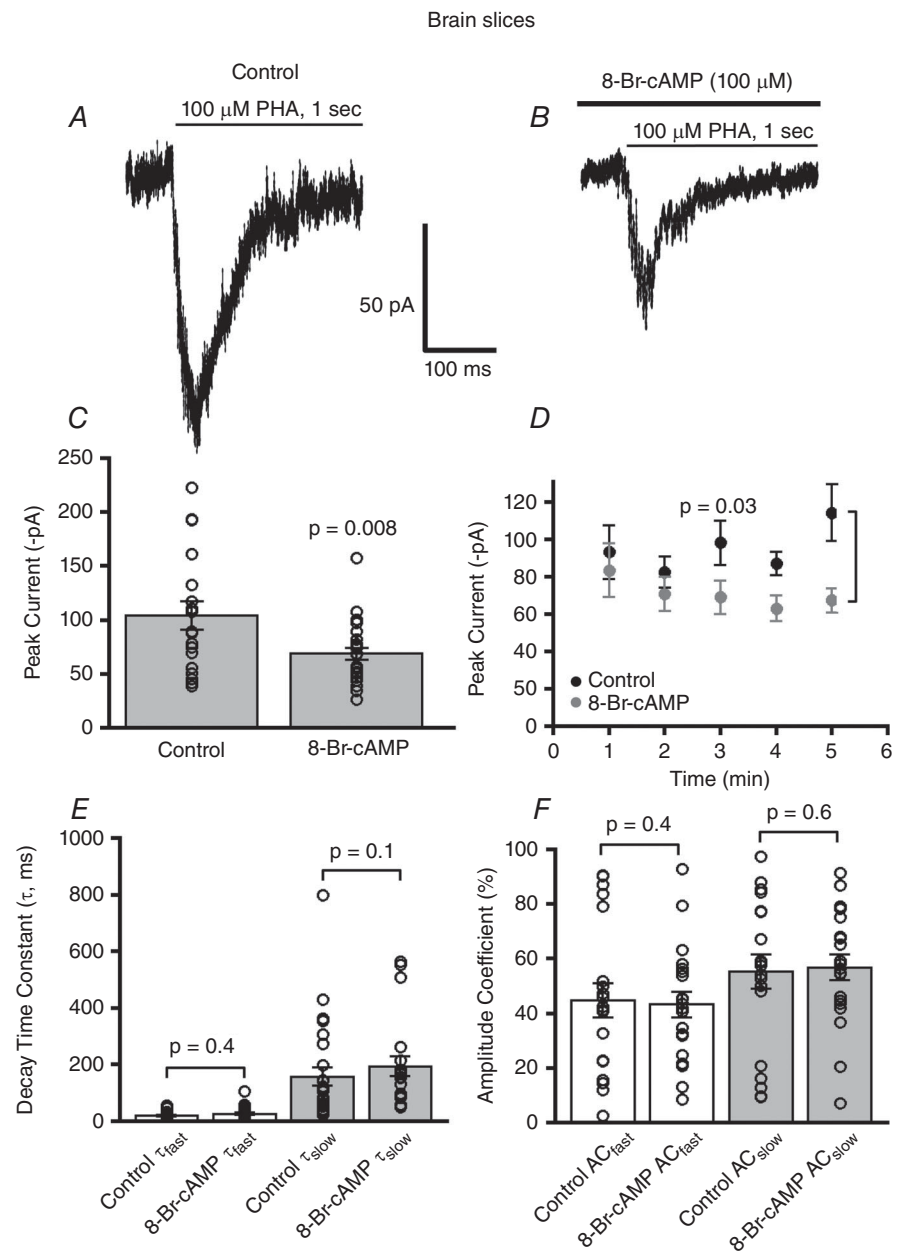 Brain slices
Control
A
100 μM PHA, 1 sec
50 pA
100 ms
8-Br-cAMP (100 μM)
B
100 μM PHA, 1 sec
C
Peak Current (-pA)
250
200
150
100
50
0
p = 0.008
Control
8-Br-cAMP
D
Peak Current (-pA)
120
100
80
60
40
50
0
p = 0.03
Control
8-Br-cAMP
0 1 2 3 4 5 6
Time (min)
E
Decay Time Constant (τ, ms)
1000
800
600
400
200
0
p = 0.4
p = 0.1
Control τfast
8-Br-cAMP τfast
Control τslow
8-Br-cAMP τslow
F
Amplitude Coefficient (%)
100
80
60
40
20
0
p = 0.4
p = 0.6
Control ACfast
8-Br-cAMP ACfast
Control ACslow
8-Br-cAMP ACslow